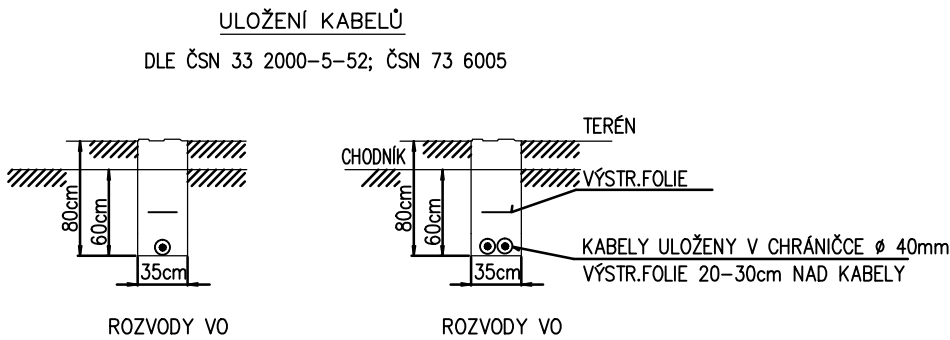 ULOŽENÍ KABELŮ
DLE ČSN 33 2000-5-52; ČSN 73 6005
80cm
60cm
35cm
ROZVODY VO
TERÉN
CHODNÍK
VÝSTR.FOLIE
80cm
60cm
KABELY ULOŽENY V CHRÁNIČCE ø 40mm
VÝSTR.FOLIE 20-30cm NAD KABELY
35cm
ROZVODY VO